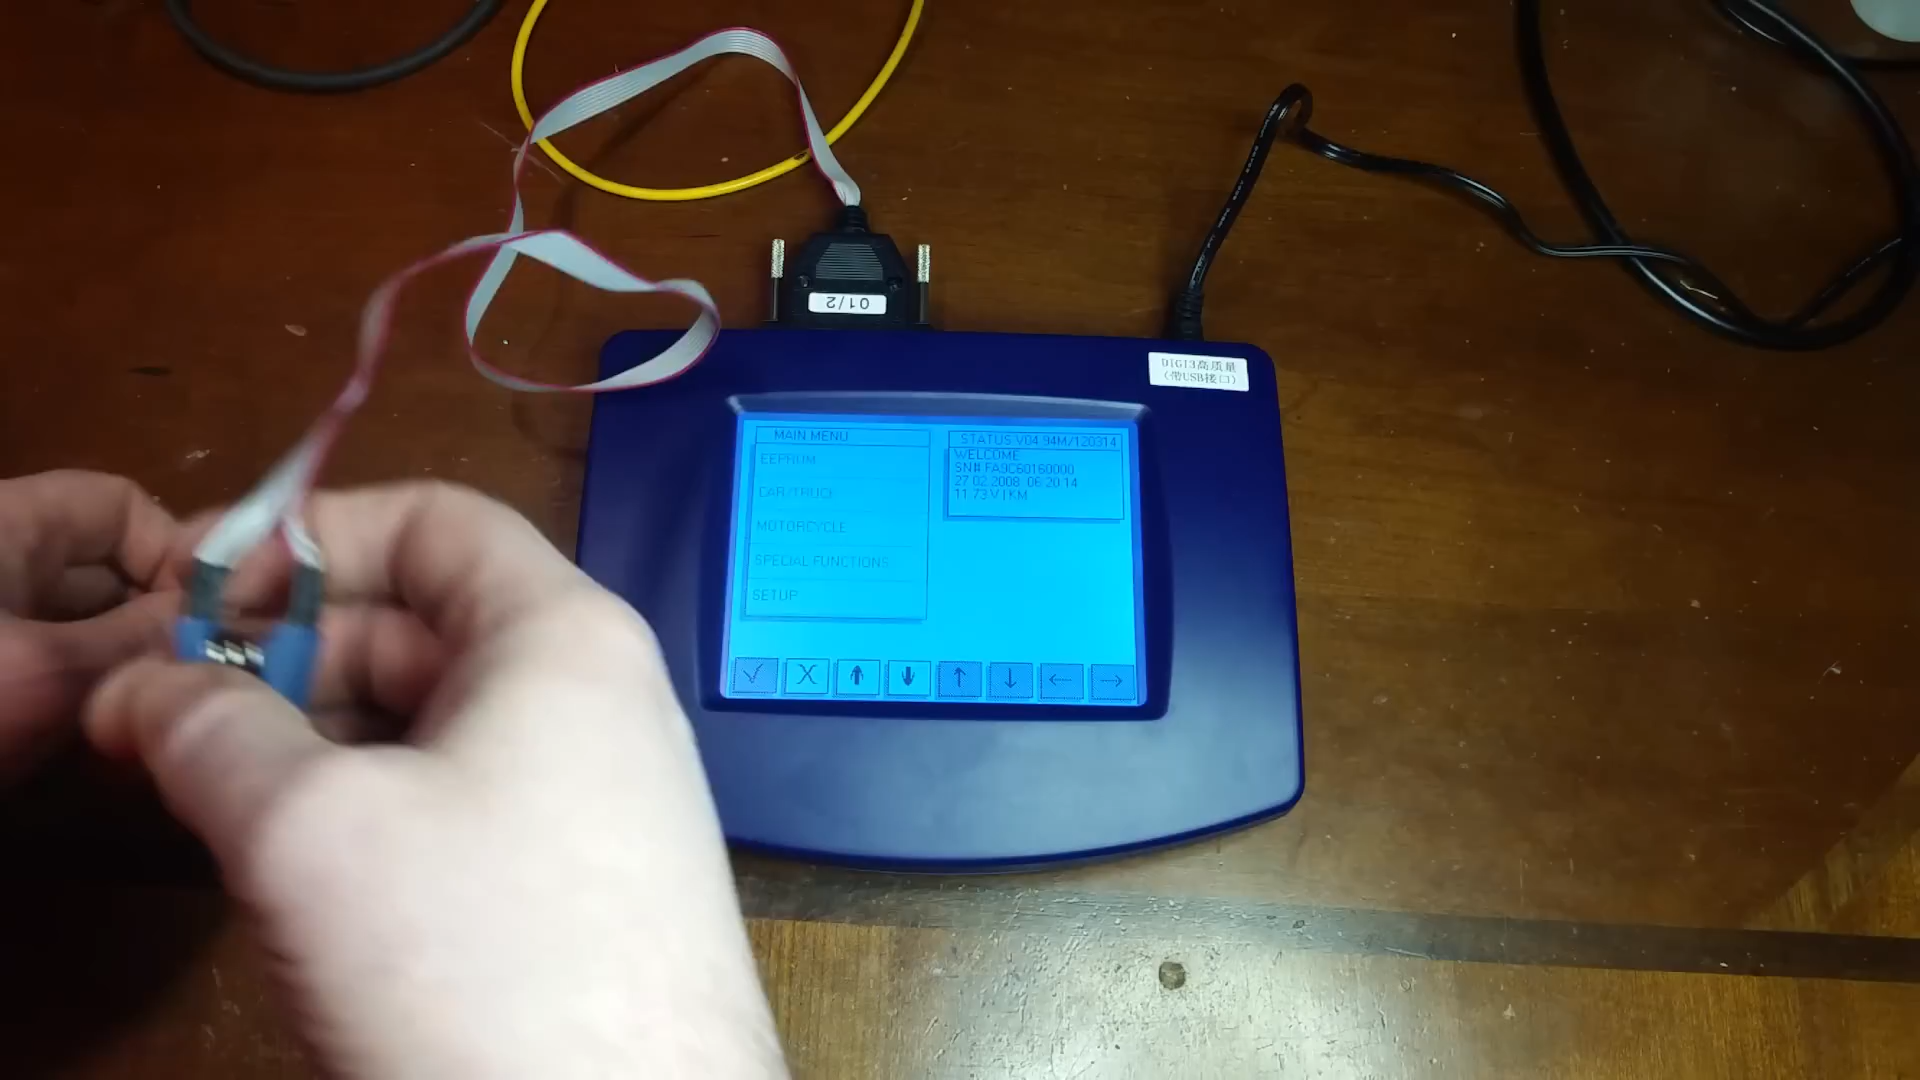 01/2
DIGI3高质量
(带USB接口)
MAIN MENU
EEPROM
CAR/TRUCK
MOTORCYCLE
SPECIAL FUNCTIONS
SETUP
STATUS V04.94M/120314
WELCOME
SN# FA9C60160000
27.02.2008 06:20:14
11.73V | KM